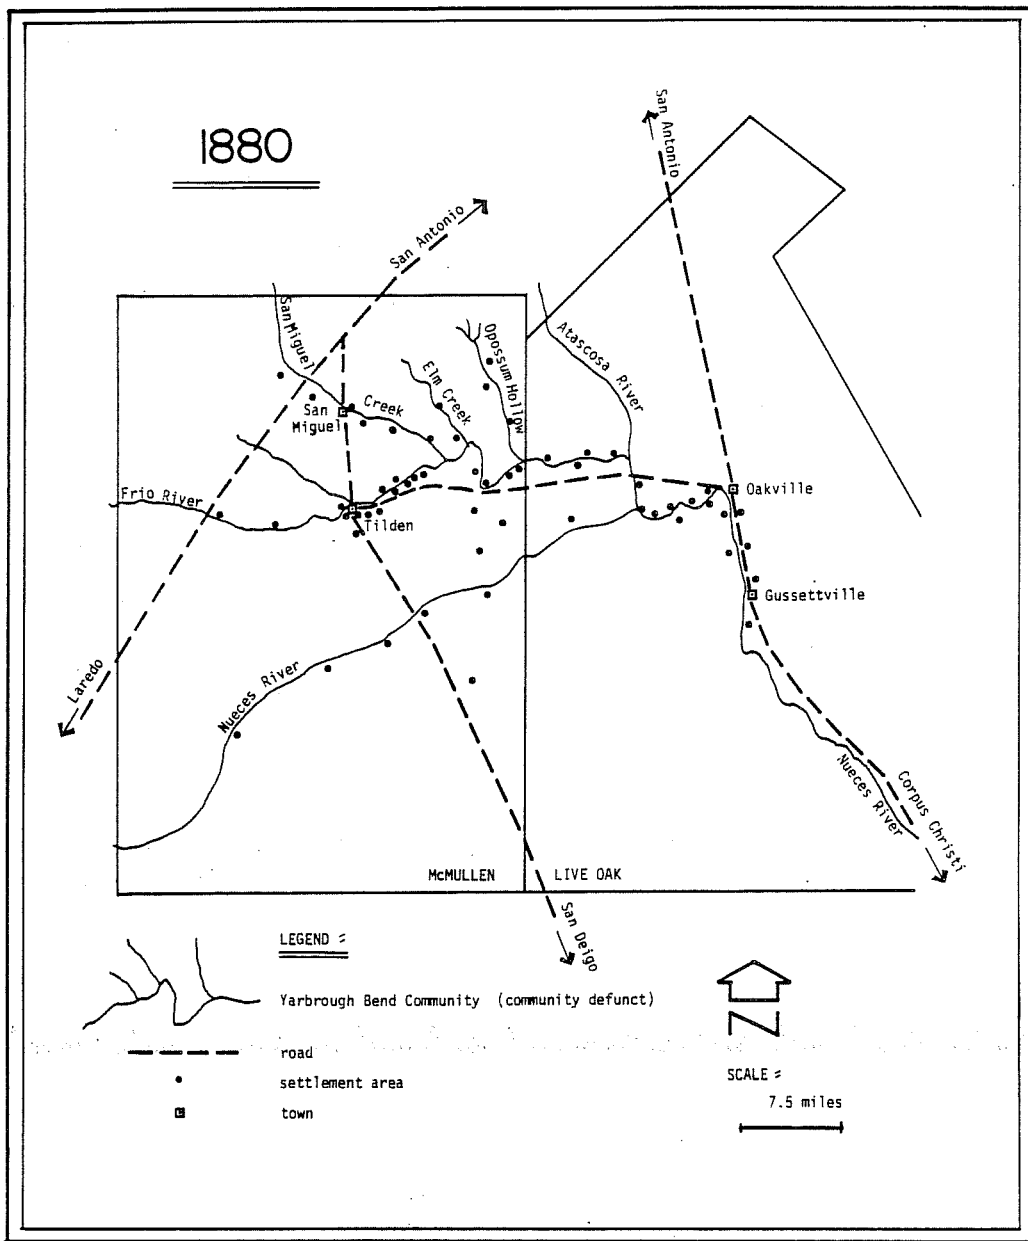 1880
San Antonio
San Antonio
San Miguel
Creek
Elm Creek
Opossum Hollow
Atascosa River
San
Miguel
Frio River
Tilden
Oakville
Gussettville
Laredo
Nueces River
Nueces River
Corpus Christi
McMULLEN
LIVE OAK
San Deigo
LEGEND =
Yarbrough Bend Community (community defunct)
road
settlement area
town
N
SCALE =
7.5 miles